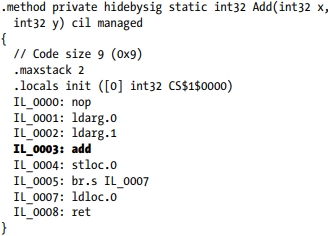 .method private hidebysig static int32 Add(int32 x,
int32 y) cil managed
{
// Code size 9 (0x9)
.maxstack 2
.locals init ([0] int32 CS$1$0000)
IL_0000: nop
IL_0001: ldarg.0
IL_0002: ldarg.1
IL_0003: add
IL_0004: stloc.0
IL_0005: br.s IL_0007
IL_0007: ldloc.0
IL_0008: ret
}